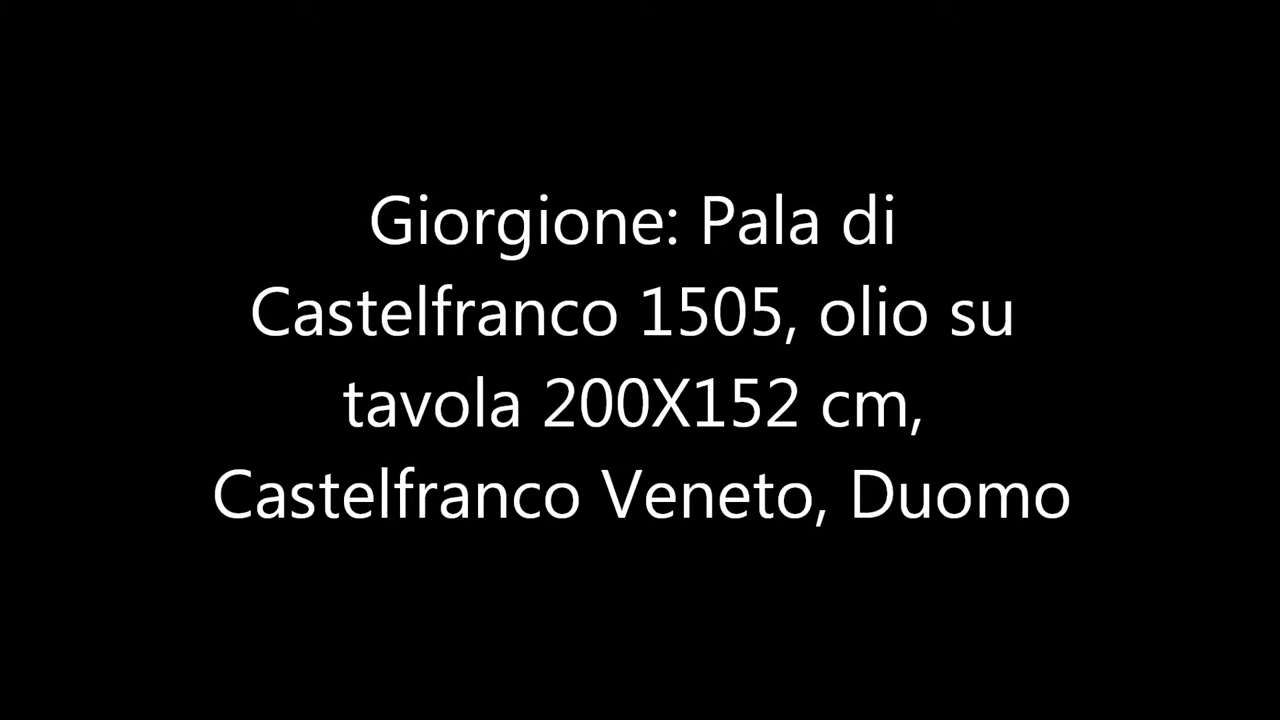 Giorgione: Pala di
Castelfranco 1505, olio su
tavola 200X152 cm,
Castelfranco Veneto, Duomo